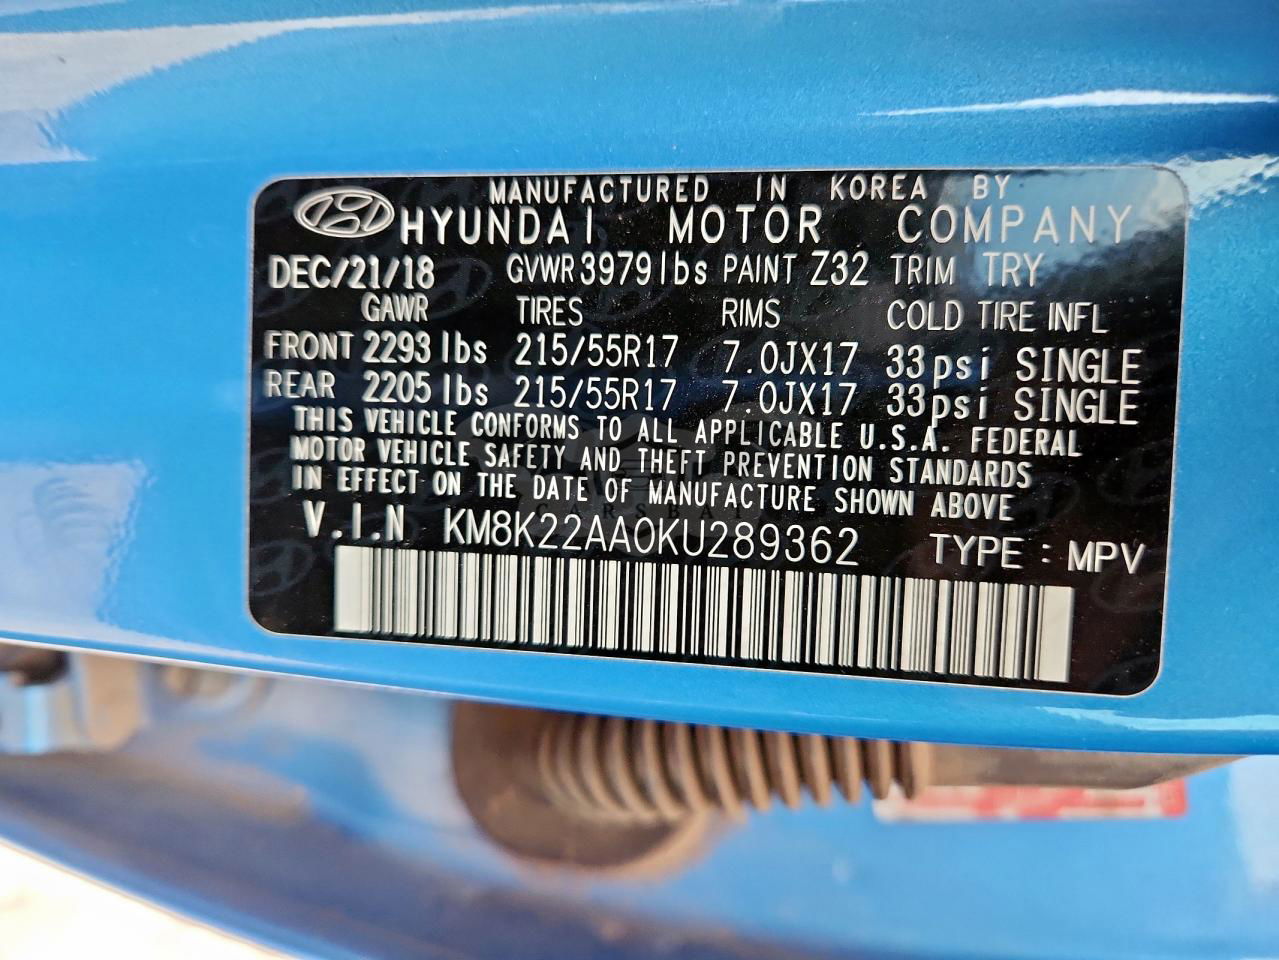 MANUFACTURED IN KOREA BY
HYUNDAI MOTOR COMPANY
DEC/21/18 GVWR 3979 lbs PAINT Z32 TRIM TRY
GAWR TIRES RIMS COLD TIRE INFL
FRONT 2293 lbs 215/55R17 7.0JX17 33psi SINGLE
REAR 2205 lbs 215/55R17 7.0JX17 33psi SINGLE
THIS VEHICLE CONFORMS TO ALL APPLICABLE U.S.A. FEDERAL
MOTOR VEHICLE SAFETY AND THEFT PREVENTION STANDARDS
IN EFFECT ON THE DATE OF MANUFACTURE SHOWN ABOVE
CARSBAT
V.I.N KM8K22AA0KU289362 TYPE : MPV